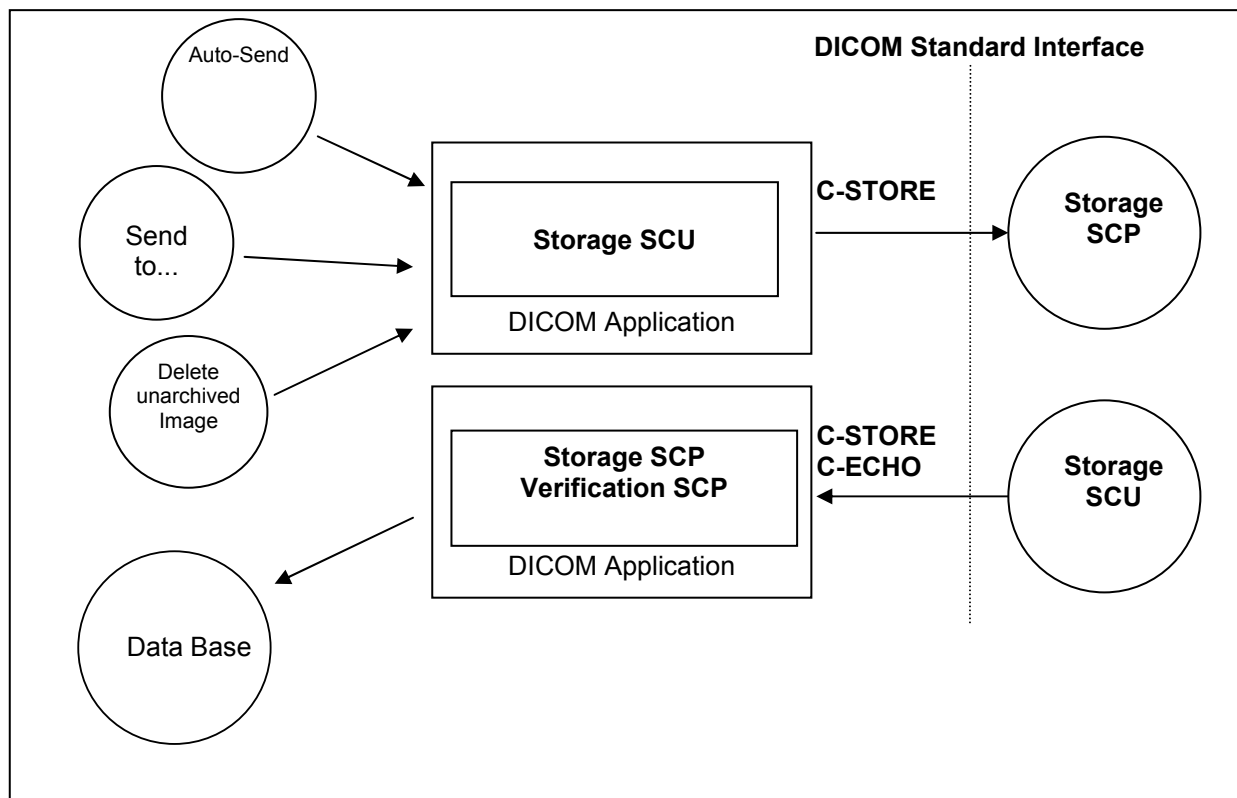 Auto-Send
DICOM Standard Interface
Send
to...
Delete
unarchived
Image
Storage SCU
DICOM Application
C-STORE
Storage
SCP
Storage SCP
Verification SCP
DICOM Application
C-STORE
C-ECHO
Storage
SCU
Data Base